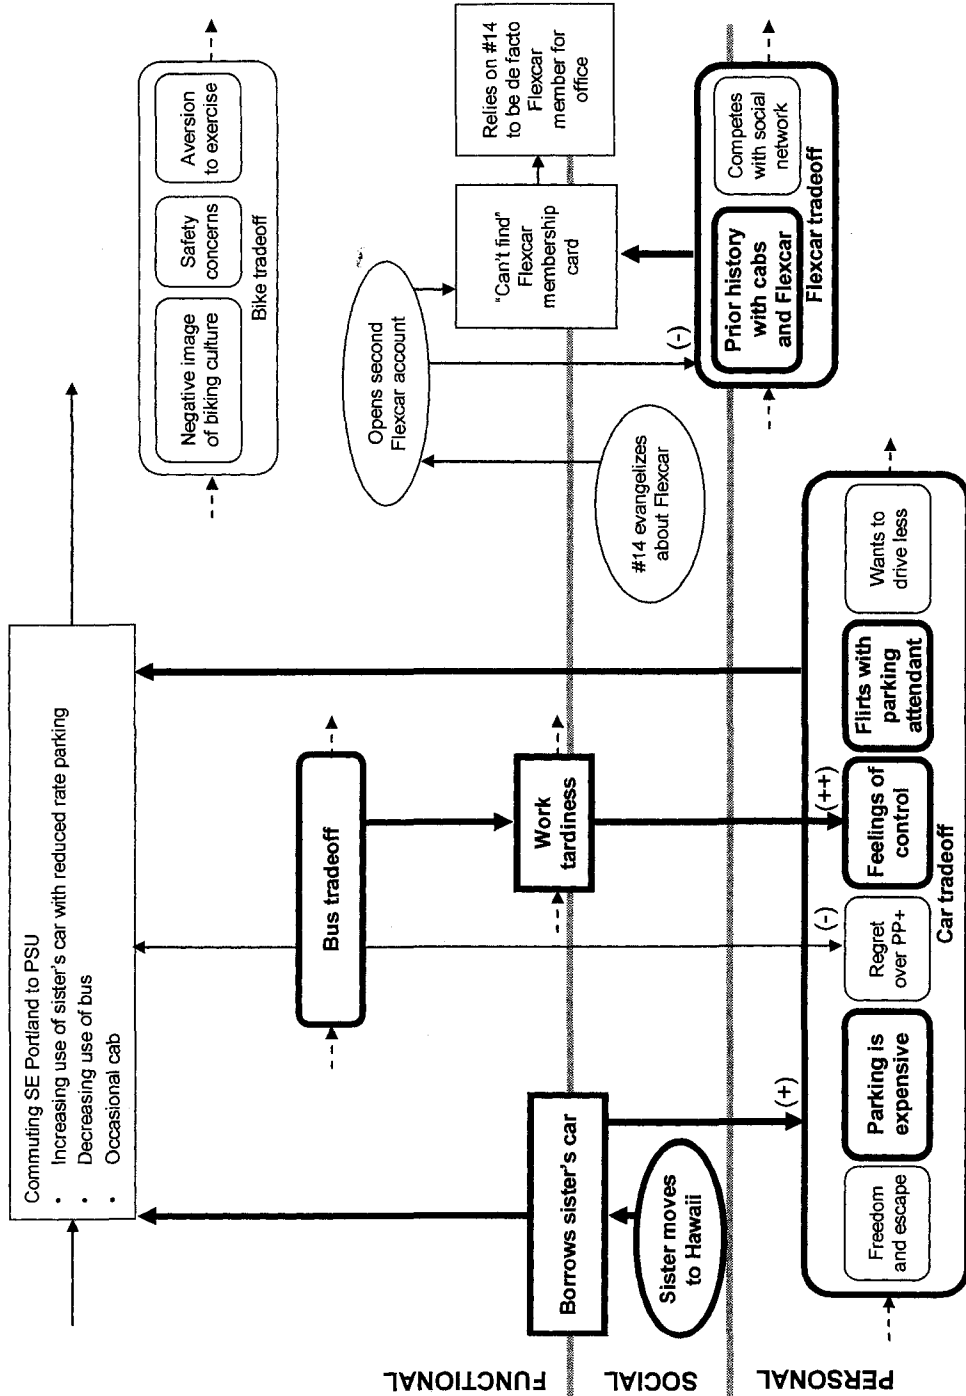 Commuting SE Portland to PSU
• Increasing use of sister's car with reduced rate parking
• Decreasing use of bus
• Occasional cab
Negative image
of biking culture
Safety
concerns
Aversion
to exercise
Bike tradeoff
Bus tradeoff
Opens second
Flexcar account
"Can't find"
Flexcar
membership
card
Relies on #14
to be de facto
Flexcar
member for
office
Borrows sister's car
Work
tardiness
#14 evangelizes
about Flexcar
Sister moves
to Hawaii
(+)
(-)
(++)
(-)
Prior history
with cabs
and Flexcar
Competes
with social
network
Flexcar tradeoff
Freedom
and escape
Parking is
expensive
Regret
over PP+
Feelings of
control
Flirts with
parking
attendant
Wants to
drive less
Car tradeoff
FUNCTIONAL
SOCIAL
PERSONAL